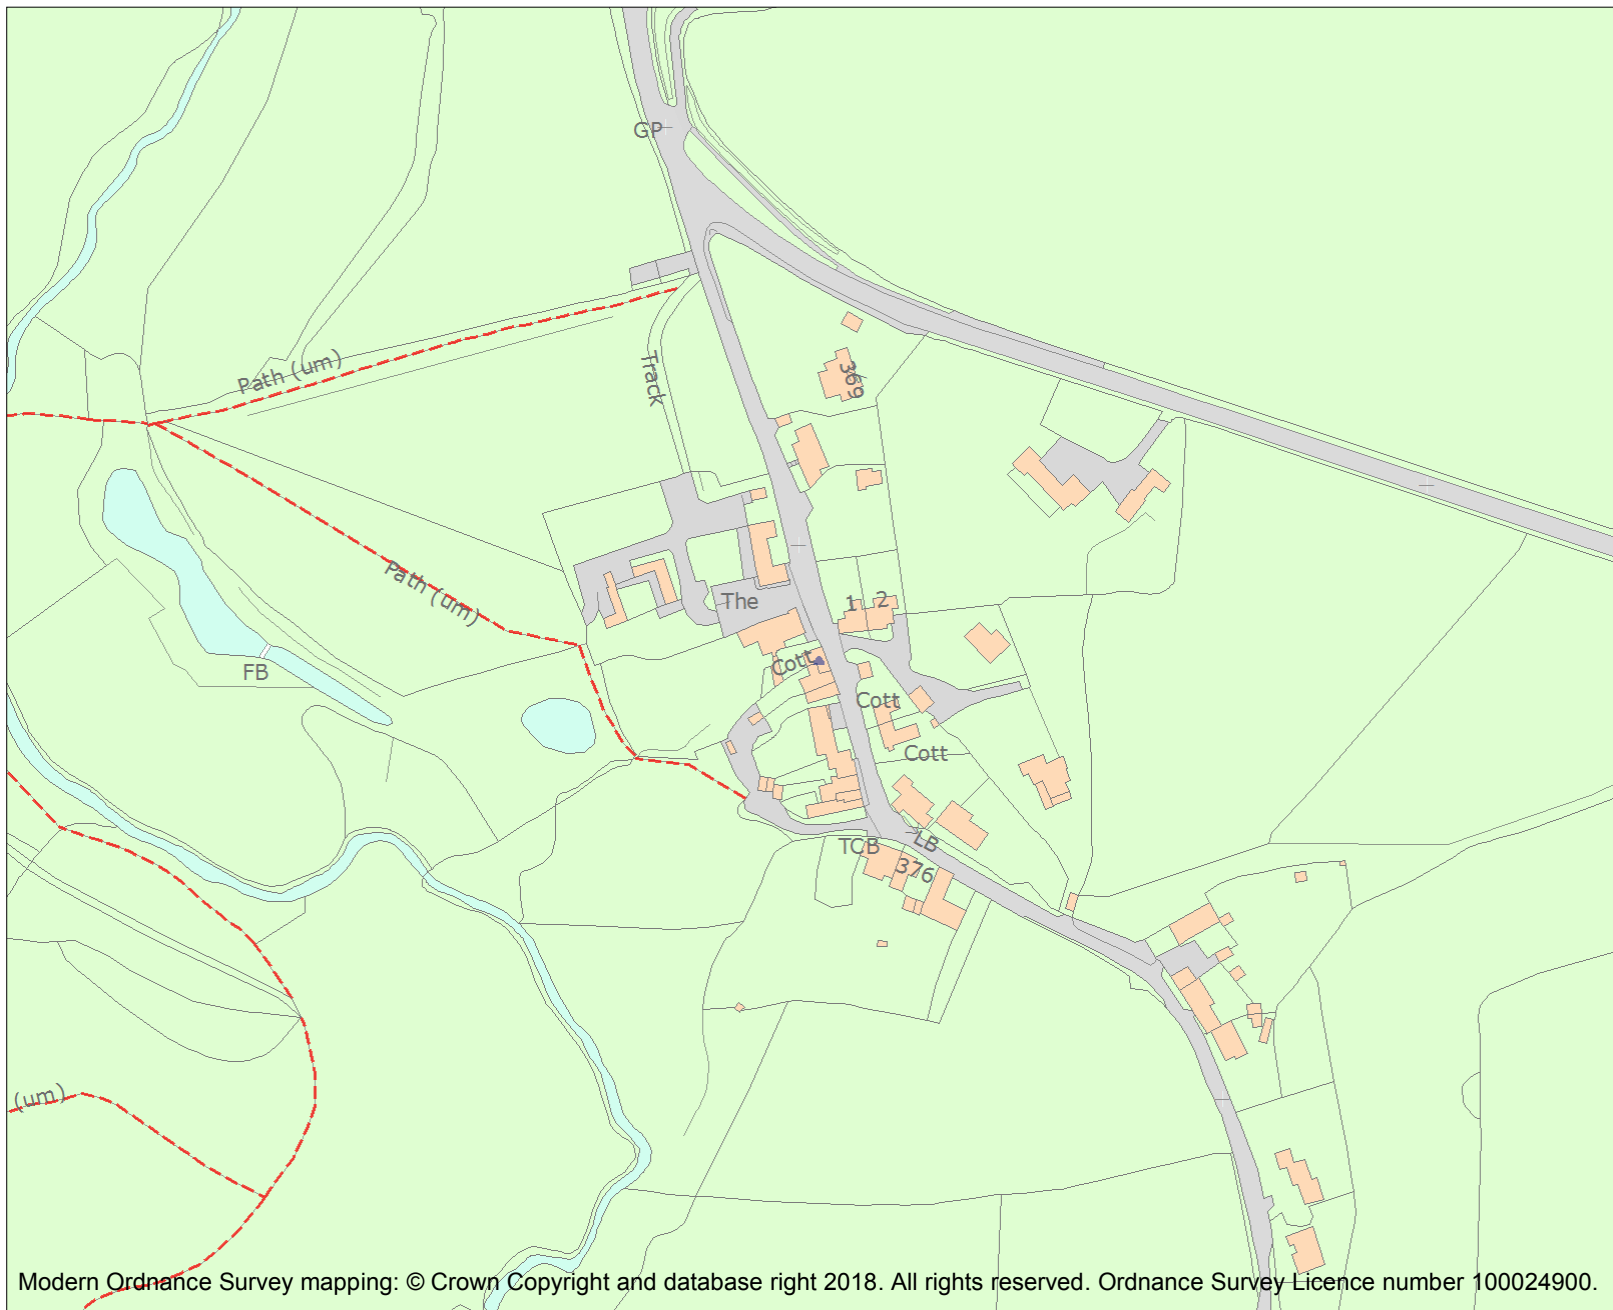 GP
Path (um)
Track
369
Path (um)
The
1
2
Cott
FB
Cott
Cott
TCB
LB
376
(um)
Modern Ordnance Survey mapping: © Crown Copyright and database right 2018. All rights reserved. Ordnance Survey Licence number 100024900.